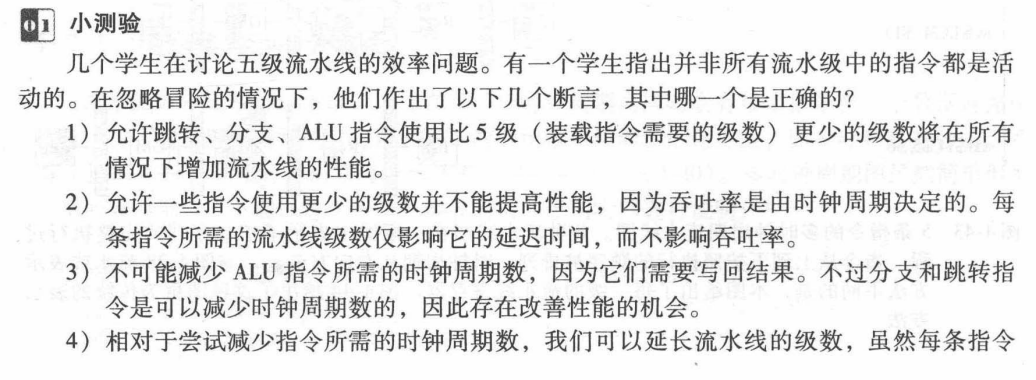 01 小测验
几个学生在讨论五级流水线的效率问题。有一个学生指出并非所有流水级中的指令都是活
动的。在忽略冒险的情况下，他们作出了以下几个断言，其中哪一个是正确的？
1）允许跳转、分支、ALU 指令使用比 5 级（装载指令需要的级数）更少的级数将在所有
情况下增加流水线的性能。
2）允许一些指令使用更少的级数并不能提高性能，因为吞吐率是由时钟周期决定的。每
条指令所需的流水线级数仅影响它的延迟时间，而不影响吞吐率。
3）不可能减少 ALU 指令所需的时钟周期数，因为它们需要写回结果。不过分支和跳转指
令是可以减少时钟周期数的，因此存在改善性能的机会。
4）相对于尝试减少指令所需的时钟周期数，我们可以延长流水线的级数，虽然每条指令